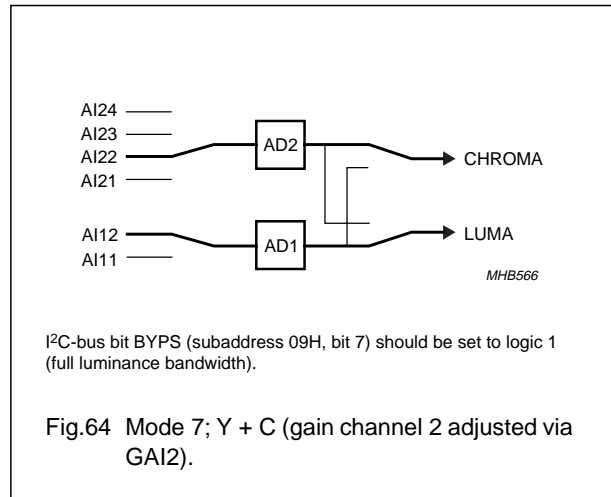 AI24
AI23
AI22
AI21
AD2
CHROMA
AI12
AI11
AD1
LUMA
MHB566
I²C-bus bit BYPS (subaddress 09H, bit 7) should be set to logic 1
(full luminance bandwidth).
Fig.64 Mode 7; Y + C (gain channel 2 adjusted via
GAI2).